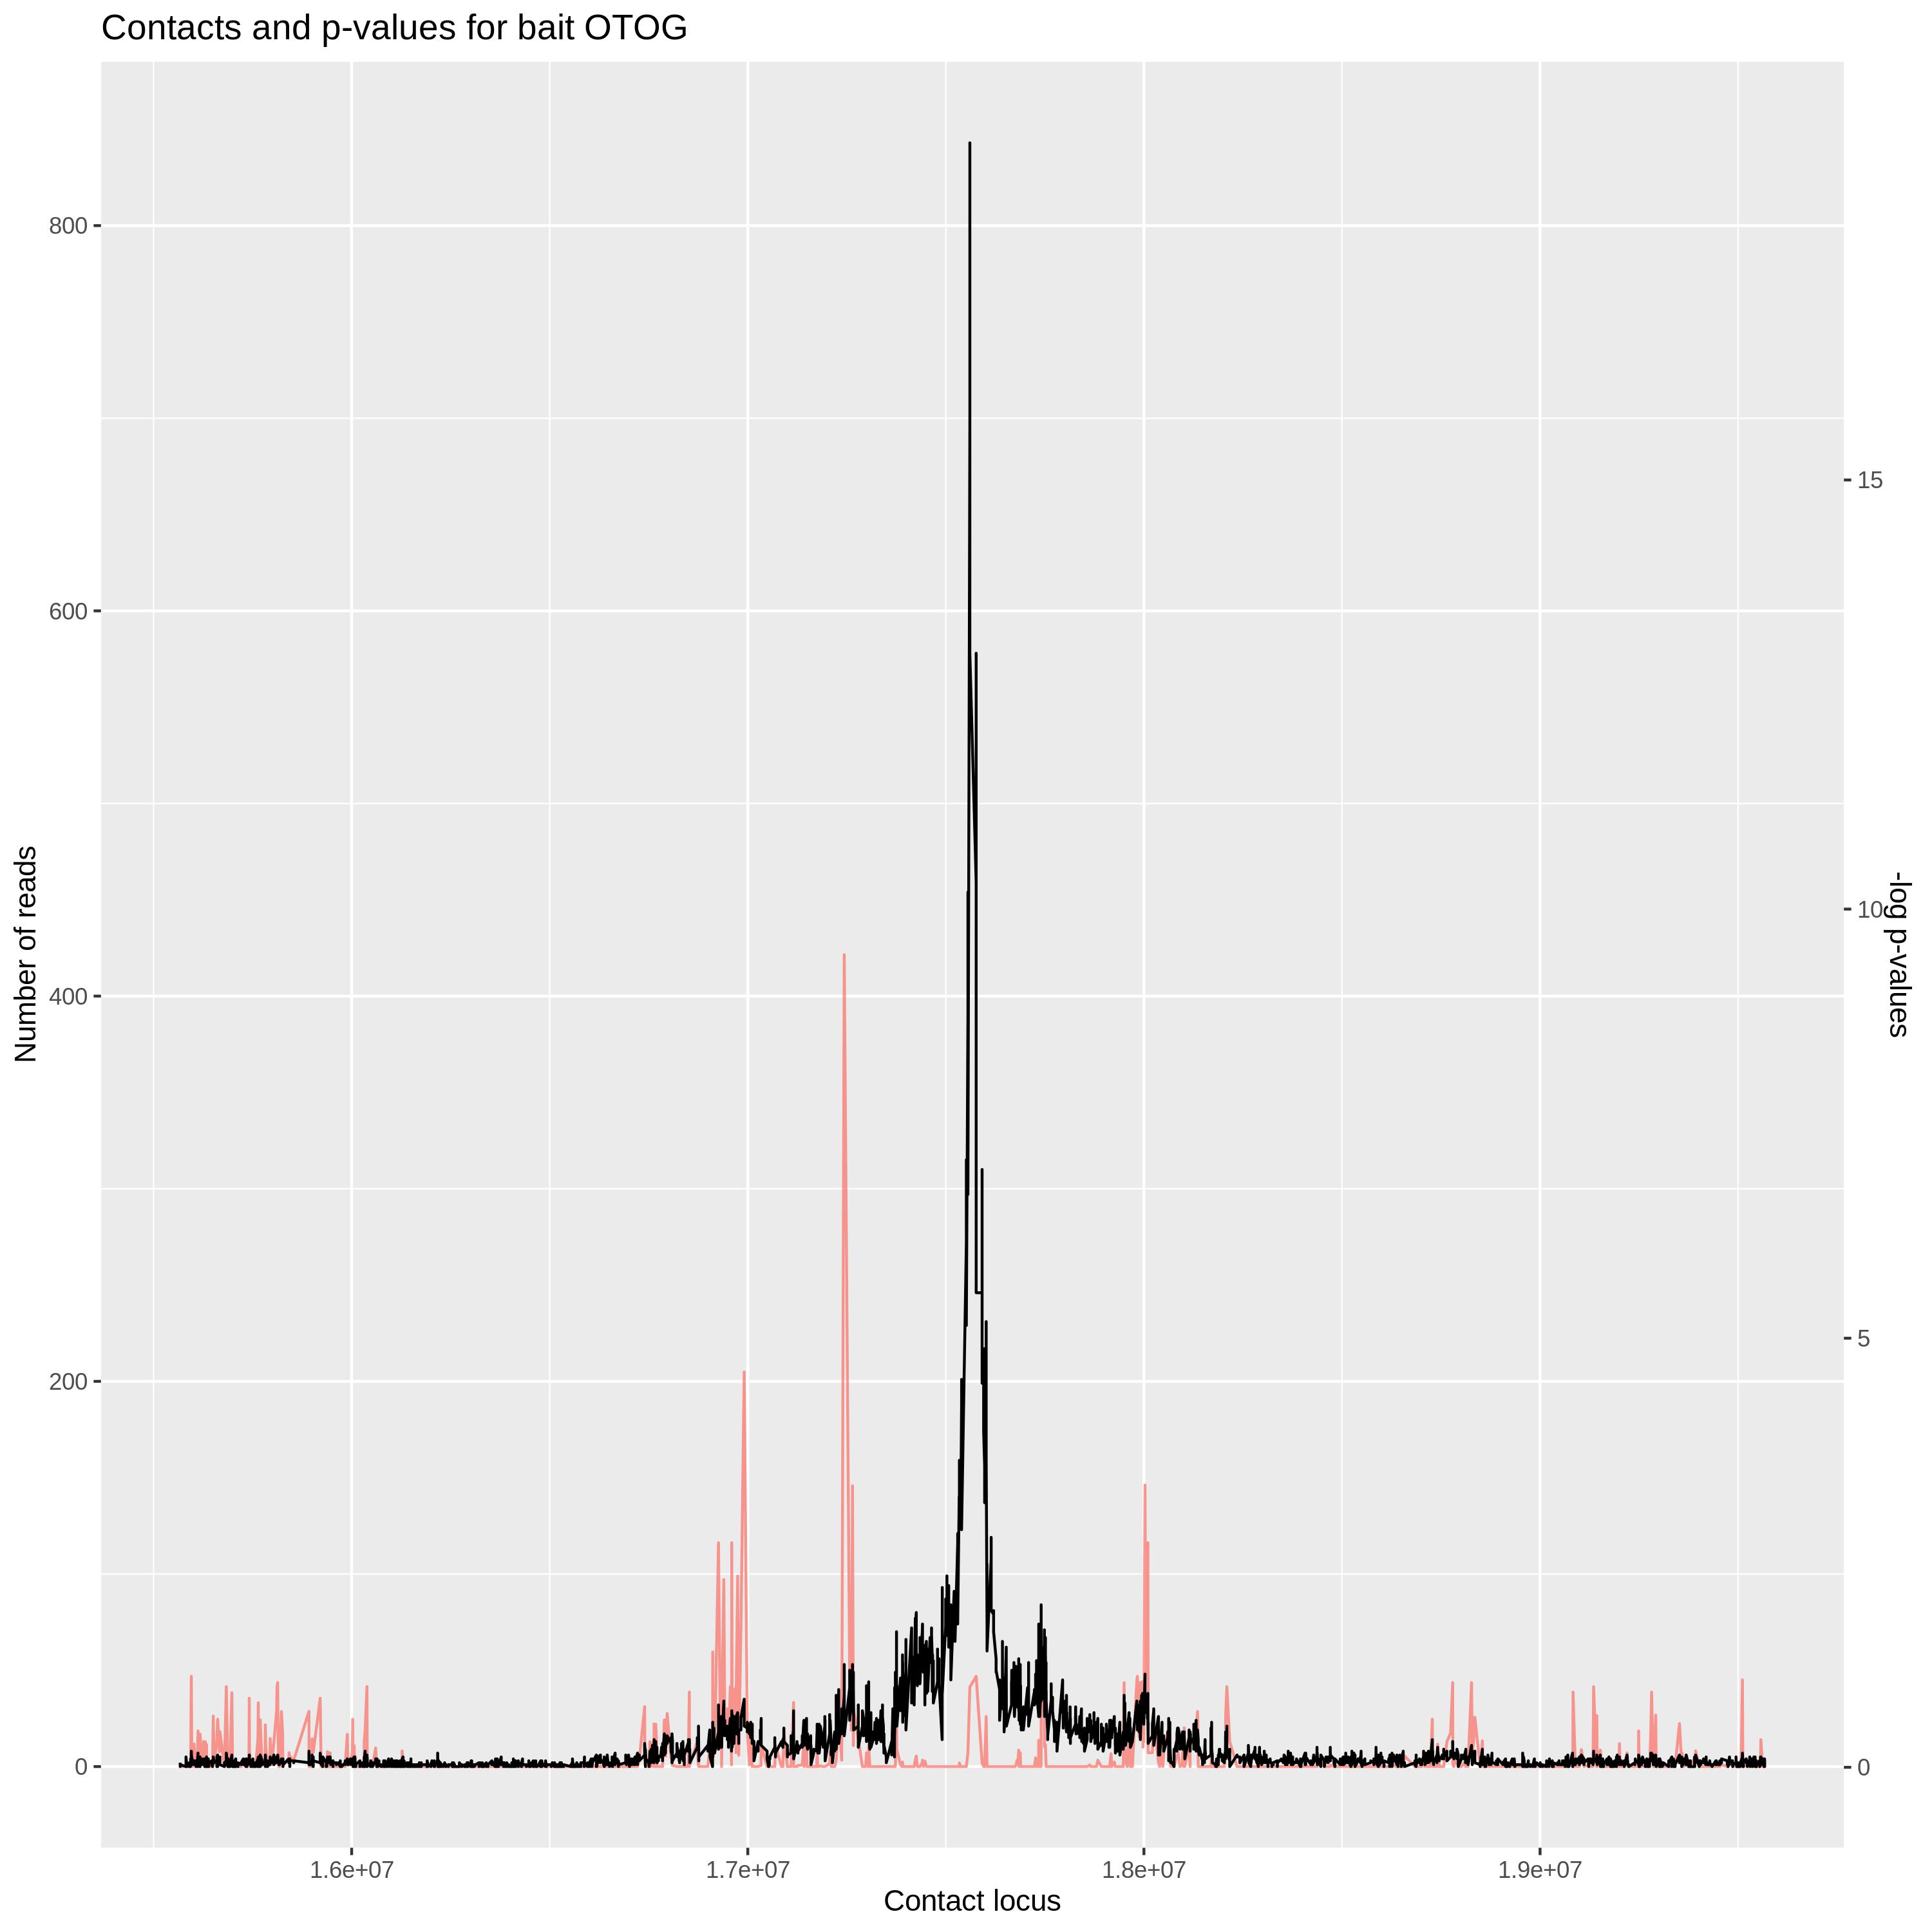 Contacts and p-values for bait OTOG
800
600
400
200
0
Number of reads
15
10
5
0
-log p-values
1.6e+07
1.7e+07
1.8e+07
1.9e+07
Contact locus